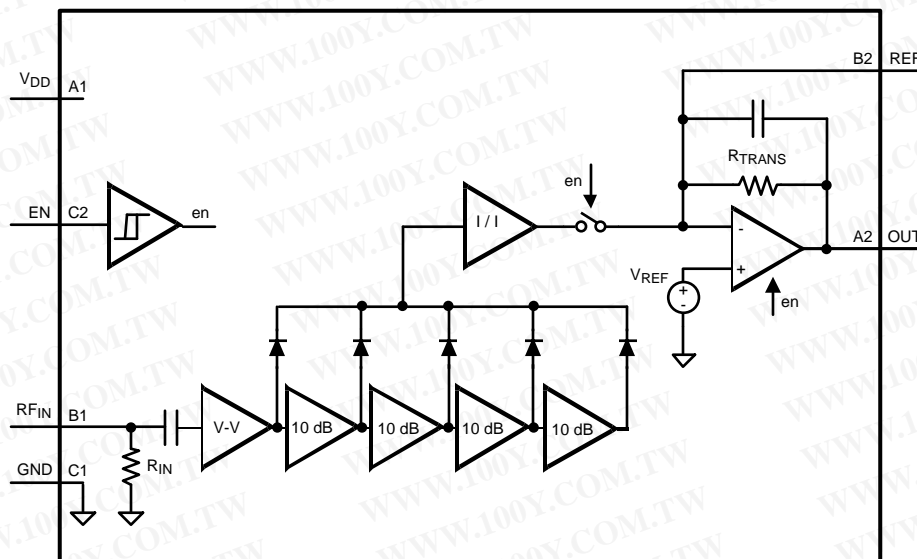 B2 REF
VDD A1
RTRANS
en
EN C2
en
I / I
-
A2 OUT
VREF
+
-
+
en
RFIN B1
V-V
10 dB
10 dB
10 dB
10 dB
RIN
GND C1
WWW.100Y.COM.TW